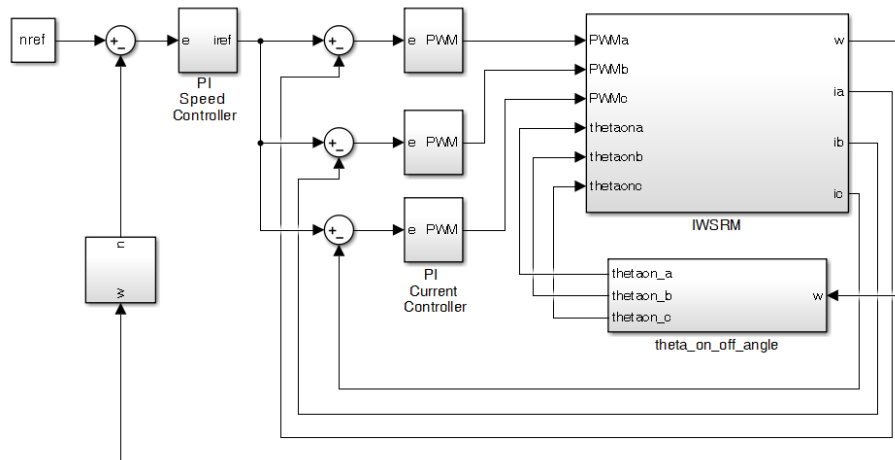 nref
+
−
e iref
PI
Speed
Controller
+
−
e PWM
+
−
e PWM
+
−
e PWM
PI
Current
Controller
PWMa
PWMb
PWMc
thetaona
thetaonb
thetaonc
w
ia
ib
ic
IWSRM
thetaon_a
thetaon_b
thetaon_c
w
theta_on_off_angle
n
w